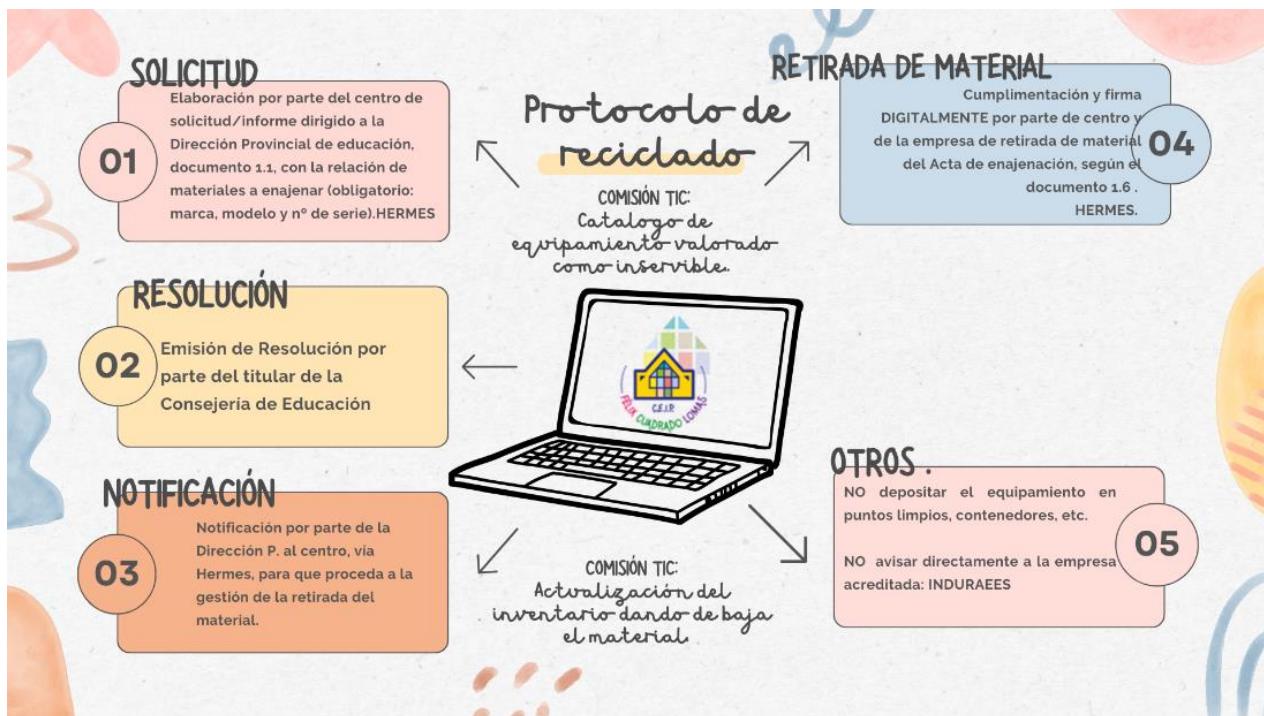 SOLICITUD
01
Elaboración por parte del centro de
solicitud/informe dirigido a la
Dirección Provincial de educación,
documento 1.1, con la relación de
materiales a enajenar (obligatorio:
marca, modelo y nº de serie).HERMES
RESOLUCIÓN
02
Emisión de Resolución por
parte del titular de la
Consejería de Educación
NOTIFICACIÓN
03
Notificación por parte de la
Dirección P. al centro, vía
Hermes, para que proceda a la
gestión de la retirada del
material.
Protocolo de
reciclado
COMISIÓN TIC:
Catalogo de
equipamiento valorado
como inservible.
C.E.I.P.
FÉLIX CUADRADO LOMAS
COMISIÓN TIC:
Actualización del
inventario dando de baja
el material.
RETIRADA DE MATERIAL
04
Cumplimentación y firma
DIGITALMENTE por parte de centro y
de la empresa de retirada de material
del Acta de enajenación, según el
documento 1.6 .
HERMES.
OTROS .
05
NO depositar el equipamiento en
puntos limpios, contenedores, etc.
NO avisar directamente a la empresa
acreditada: INDURAEES